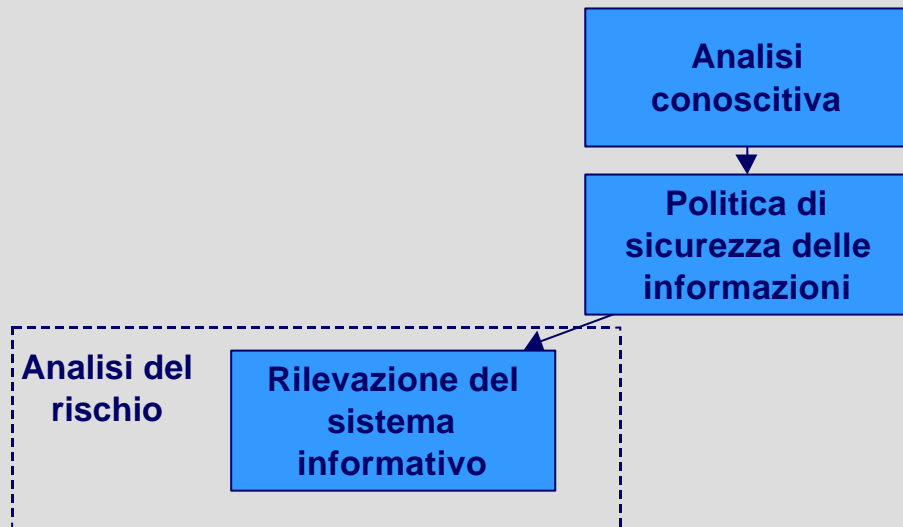 Analisi
conoscitiva
Politica di
sicurezza delle
informazioni
Analisi del
rischio
Rilevazione del
sistema
informativo